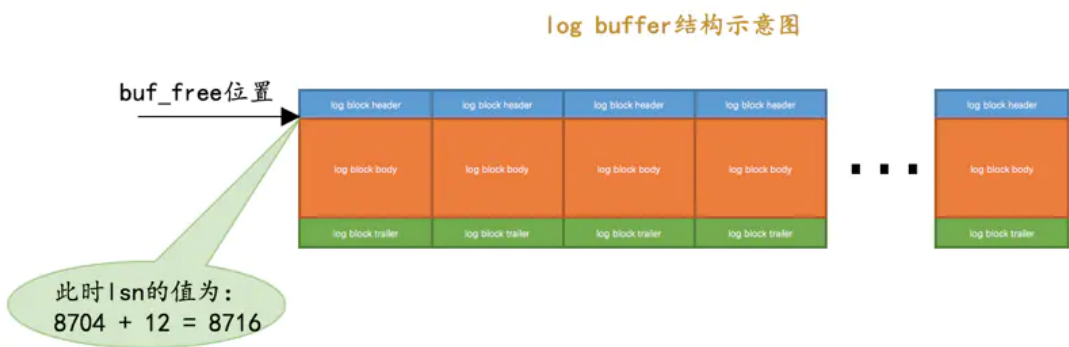 log buffer结构示意图
buf_free位置
log block header log block header log block header log block header log block header
log block body log block body log block body log block body log block body
log block trailer log block trailer log block trailer log block trailer log block trailer
此时lsn的值为:
8704 + 12 = 8716